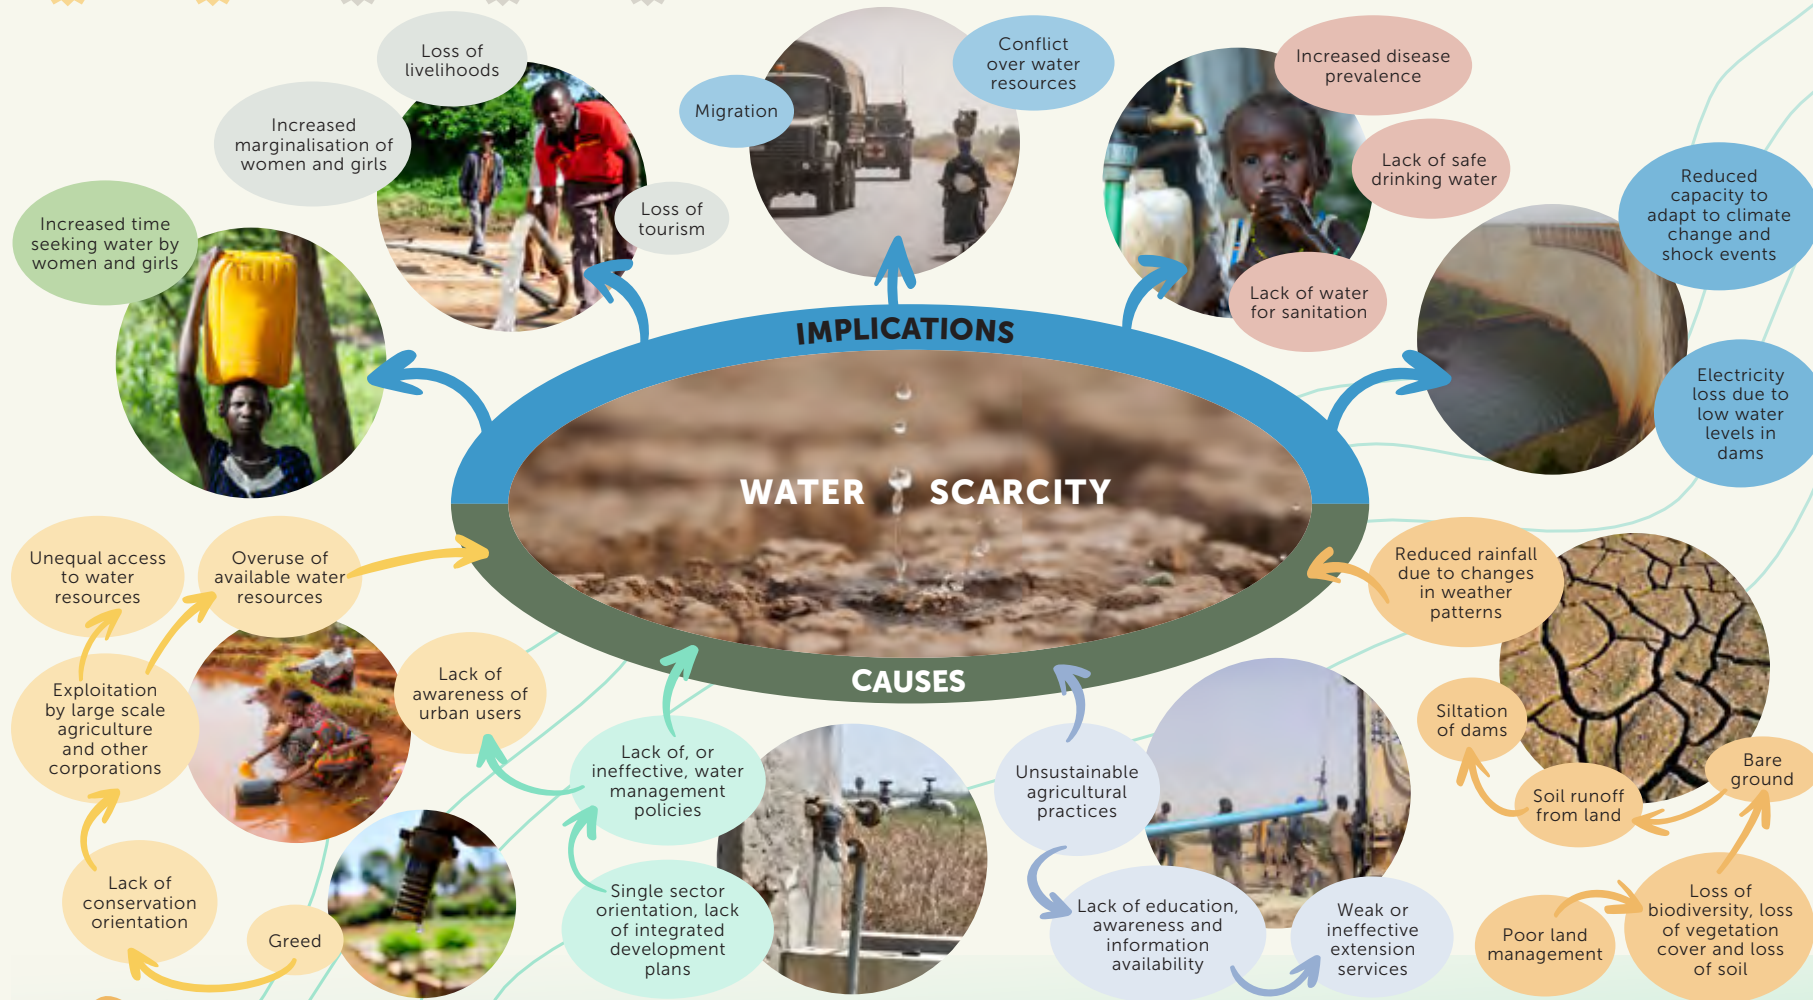 Loss of
livelihoods
Increased
marginalisation of
women and girls
Loss of
tourism
Increased time
seeking water by
women and girls
Migration
Conflict
over water
resources
Increased disease
prevalence
Lack of safe
drinking water
Lack of water
for sanitation
Reduced
capacity to
adapt to climate
change and
shock events
Electricity
loss due to
low water
levels in
dams
IMPLICATIONS
WATER SCARCITY
CAUSES
Unequal access
to water
resources
Overuse of
available water
resources
Exploitation
by large scale
agriculture
and other
corporations
Lack of
conservation
orientation
Greed
Lack of
awareness of
urban users
Lack of, or
ineffective, water
management
policies
Single sector
orientation, lack
of integrated
development
plans
Unsustainable
agricultural
practices
Lack of education,
awareness and
information
availability
Weak or
ineffective
extension
services
Reduced rainfall
due to changes
in weather
patterns
Siltation
of dams
Soil runoff
from land
Bare
ground
Poor land
management
Loss of
biodiversity, loss
of vegetation
cover and loss
of soil